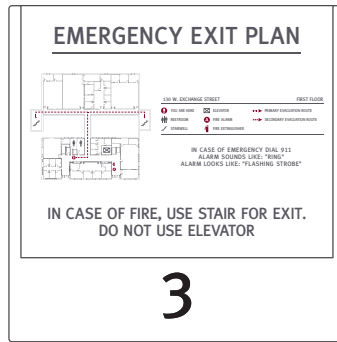 EMERGENCY EXIT PLAN
130 W. EXCHANGE STREET FIRST FLOOR
YOU ARE HERE ELEVATOR PRIMARY EVALUATION ROUTE
RESTROOM FIRE ALARM SECONDARY EVALUATION ROUTE
STAIRWELL FIRE EXTINGUISHER
IN CASE OF EMERGENCY DIAL 911
ALARM SOUNDS LIKE: "RING"
ALARM LOOKS LIKE: "FLASHING STROBE"
IN CASE OF FIRE, USE STAIR FOR EXIT.
DO NOT USE ELEVATOR
3